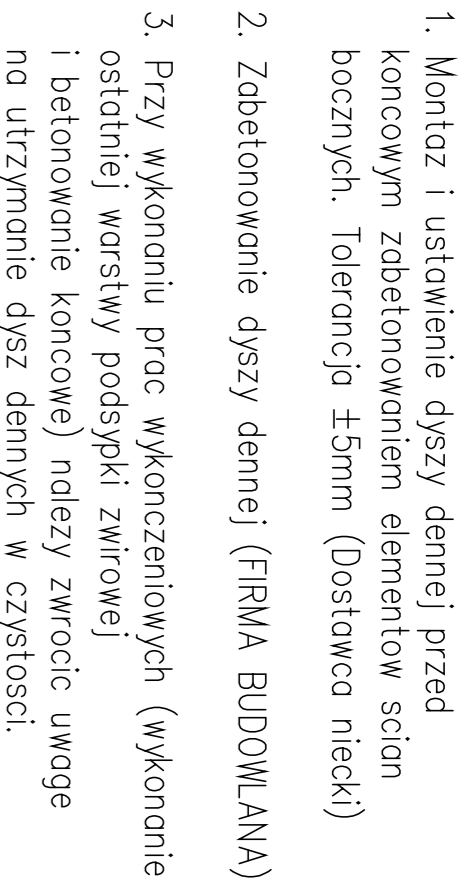 1. Montaz i ustawienie dyszy dennej przed
koncowym zabetonowaniem elementow scian
bocznych. Tolerancja ±5mm (Dostawca niecki)
2. Zabetonowanie dyszy dennej (FIRMA BUDOWLANA)
3. Przy wykonaniu prac wykonczeniowych (wykonanie
ostatniej warstwy podsypki zwirowej
i betonowanie koncowe) nalezy zwrocic uwage
na utrzymanie dysz dennych w czystosci.